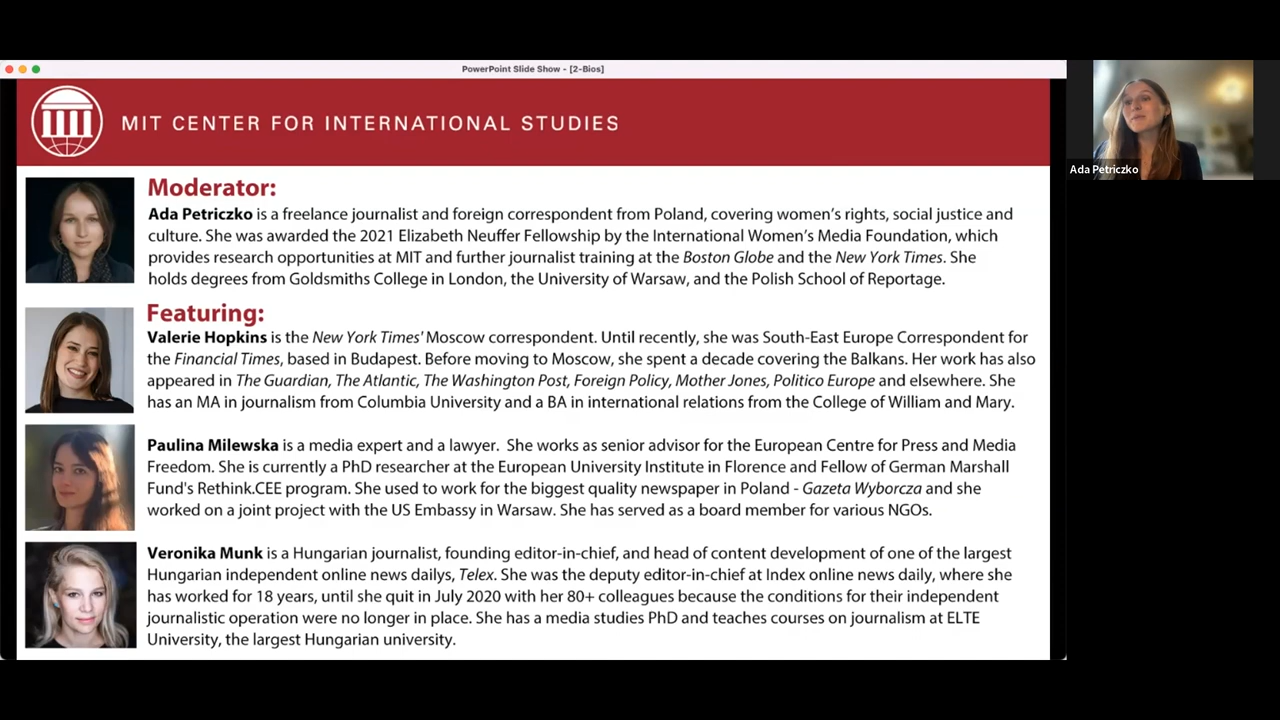 PowerPoint Slide Show - [2-Bios]
MIT CENTER FOR INTERNATIONAL STUDIES
Ada Petriczko
Moderator:
Ada Petriczko is a freelance journalist and foreign correspondent from Poland, covering women's rights, social justice and
culture. She was awarded the 2021 Elizabeth Neuffer Fellowship by the International Women's Media Foundation, which
provides research opportunities at MIT and further journalist training at the Boston Globe and the New York Times. She
holds degrees from Goldsmiths College in London, the University of Warsaw, and the Polish School of Reportage.
Featuring:
Valerie Hopkins is the New York Times' Moscow correspondent. Until recently, she was South-East Europe Correspondent for
the Financial Times, based in Budapest. Before moving to Moscow, she spent a decade covering the Balkans. Her work has also
appeared in The Guardian, The Atlantic, The Washington Post, Foreign Policy, Mother Jones, Politico Europe and elsewhere. She
has an MA in journalism from Columbia University and a BA in international relations from the College of William and Mary.
Paulina Milewska is a media expert and a lawyer. She works as senior advisor for the European Centre for Press and Media
Freedom. She is currently a PhD researcher at the European University Institute in Florence and Fellow of German Marshall
Fund's Rethink.CEE program. She used to work for the biggest quality newspaper in Poland - Gazeta Wyborcza and she
worked on a joint project with the US Embassy in Warsaw. She has served as a board member for various NGOs.
Veronika Munk is a Hungarian journalist, founding editor-in-chief, and head of content development of one of the largest
Hungarian independent online news dailys, Telex. She was the deputy editor-in-chief at Index online news daily, where she
has worked for 18 years, until she quit in July 2020 with her 80+ colleagues because the conditions for their independent
journalistic operation were no longer in place. She has a media studies PhD and teaches courses on journalism at ELTE
University, the largest Hungarian university.